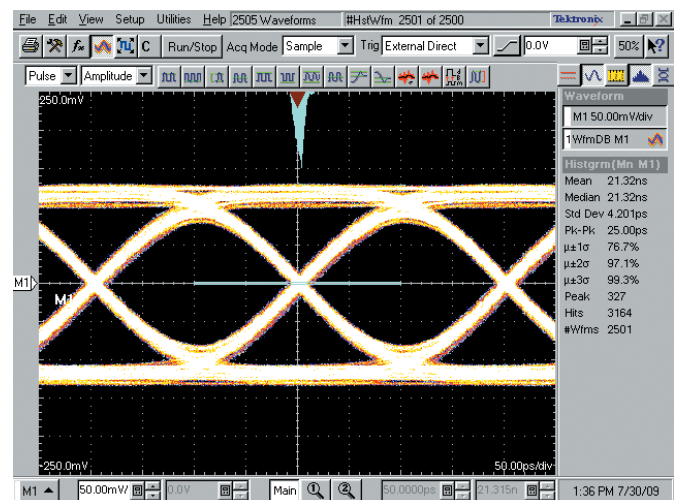 File Edit View Setup Utilities Help 2505 Waveforms #HstWfm 2501 of 2500 Tektronix
C Run/Stop Acq Mode Sample Trig External Direct 0.0V 50%
Pulse Amplitude
250.0mV
Waveform
M1 50.00mV/div
1WfmDB M1
Histgrm(Mn M1)
Mean 21.32ns
Median 21.32ns
Std Dev 4.201ps
Pk-Pk 25.00ps
µ±1σ 76.7%
µ±2σ 97.1%
µ±3σ 99.3%
Peak 327
Hits 3164
#Wfms 2501
M1
M1
-250.0mV 50.00ps/div
M1 50.00mV/ 0.0V Main 1 2 50.0000ps 21.315n 1:36 PM 7/30/09